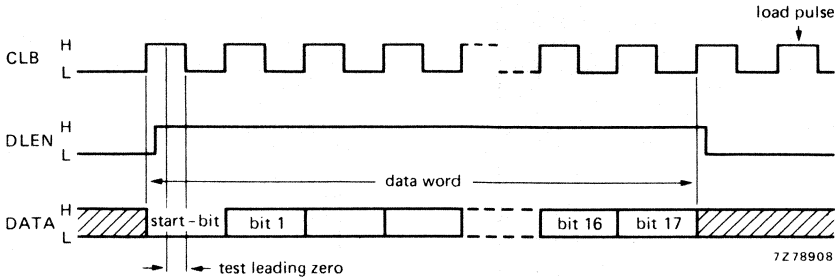 load pulse
CLB H
L
DLEN H
L
data word
DATA H
L
start-bit bit 1 bit 16 bit 17
7Z78908
test leading zero